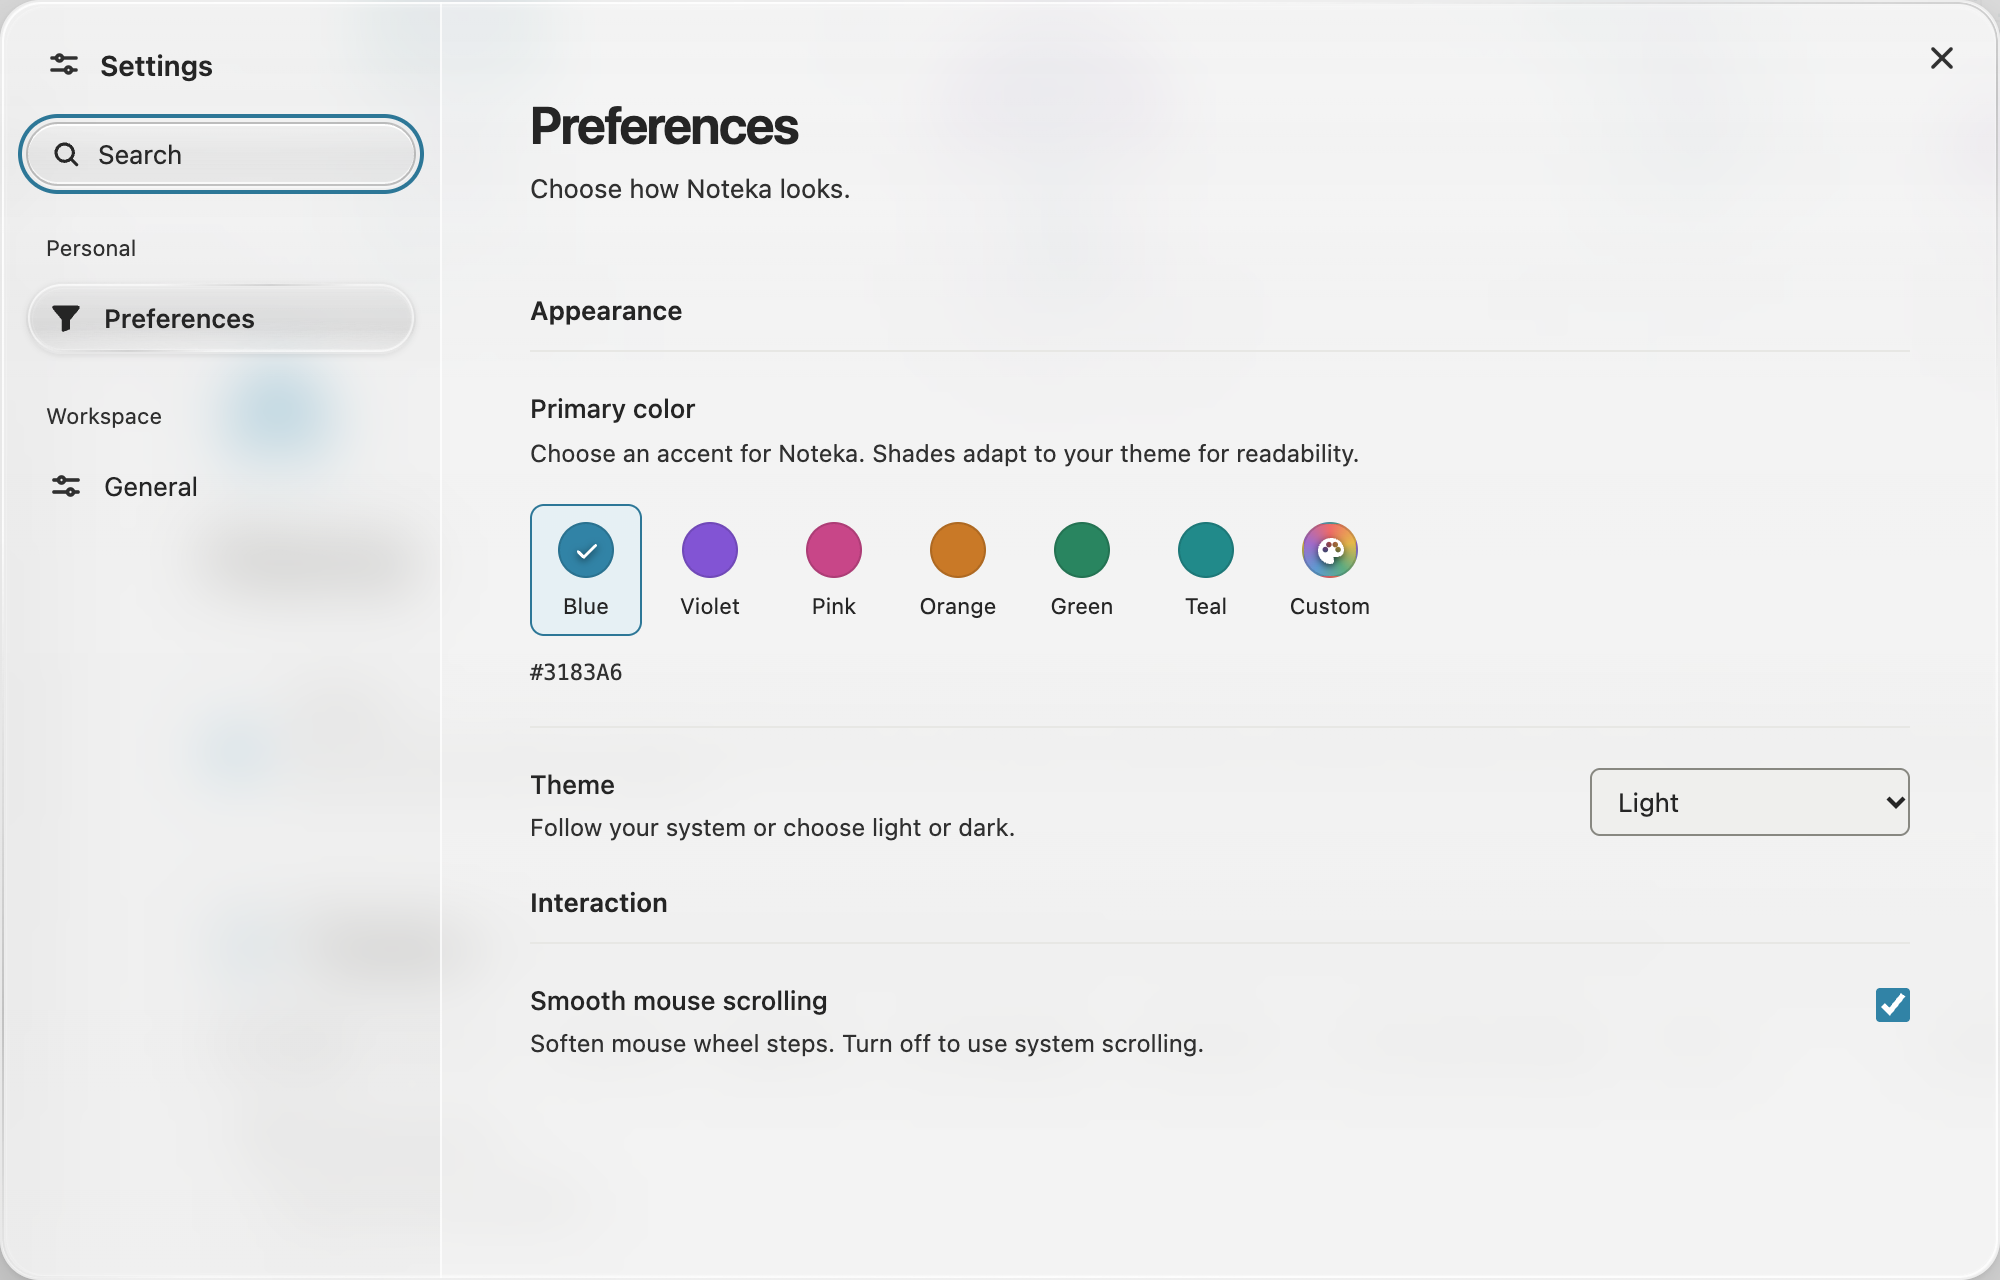 Settings
Search
Personal
Preferences
Workspace
General
Preferences
Choose how Noteka looks.
Appearance
Primary color
Choose an accent for Noteka. Shades adapt to your theme for readability.
Blue
Violet
Pink
Orange
Green
Teal
Custom
#3183A6
Theme
Follow your system or choose light or dark.
Light
Interaction
Smooth mouse scrolling
Soften mouse wheel steps. Turn off to use system scrolling.